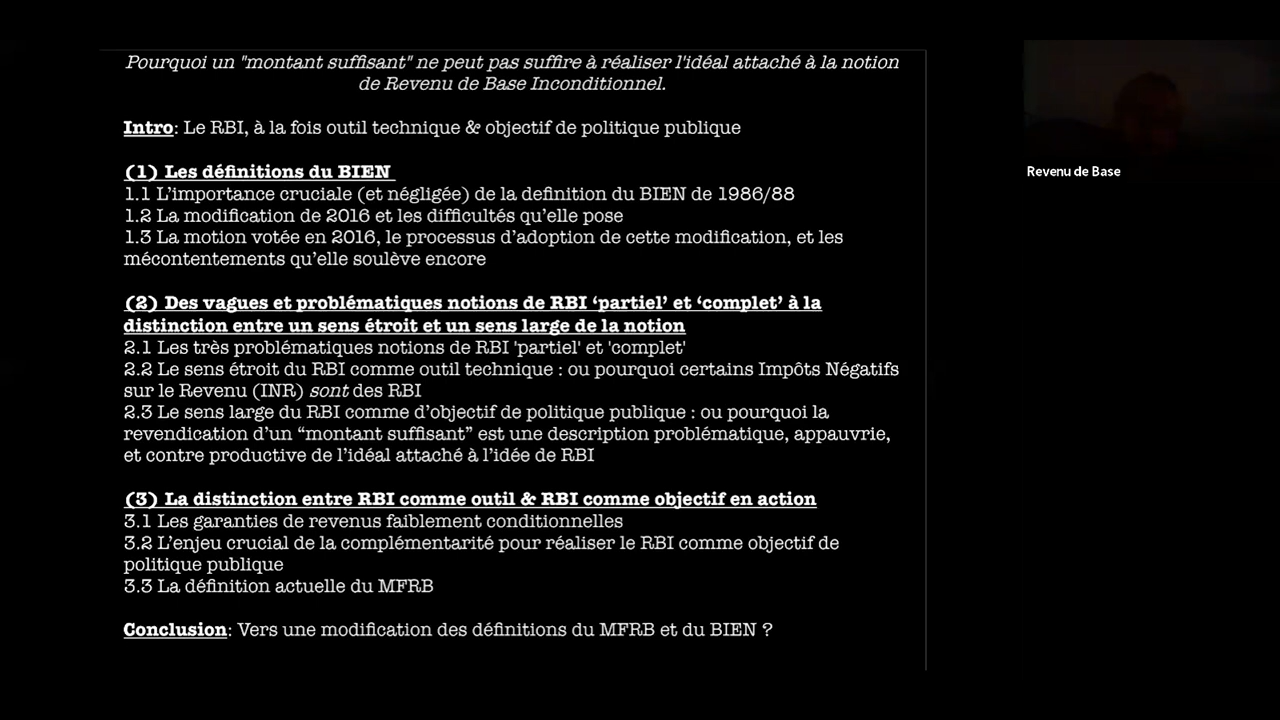 Pourquoi un "montant suffisant" ne peut pas suffire à réaliser l'idéal attaché à la notion
de Revenu de Base Inconditionnel.
Intro: Le RBI, à la fois outil technique & objectif de politique publique
(1) Les définitions du BIEN
1.1 L’importance cruciale (et négligée) de la definition du BIEN de 1986/88
1.2 La modification de 2016 et les difficultés qu’elle pose
1.3 La motion votée en 2016, le processus d’adoption de cette modification, et les
mécontentements qu’elle soulève encore
(2) Des vagues et problématiques notions de RBI ‘partiel’ et ‘complet’ à la
distinction entre un sens étroit et un sens large de la notion
2.1 Les très problématiques notions de RBI 'partiel' et 'complet'
2.2 Le sens étroit du RBI comme outil technique : ou pourquoi certains Impôts Négatifs
sur le Revenu (INR) sont des RBI
2.3 Le sens large du RBI comme d’objectif de politique publique : ou pourquoi la
revendication d’un “montant suffisant” est une description problématique, appauvrie,
et contre productive de l’idéal attaché à l’idée de RBI
(3) La distinction entre RBI comme outil & RBI comme objectif en action
3.1 Les garanties de revenus faiblement conditionnelles
3.2 L’enjeu crucial de la complémentarité pour réaliser le RBI comme objectif de
politique publique
3.3 La définition actuelle du MFRB
Conclusion: Vers une modification des définitions du MFRB et du BIEN ?
Revenu de Base